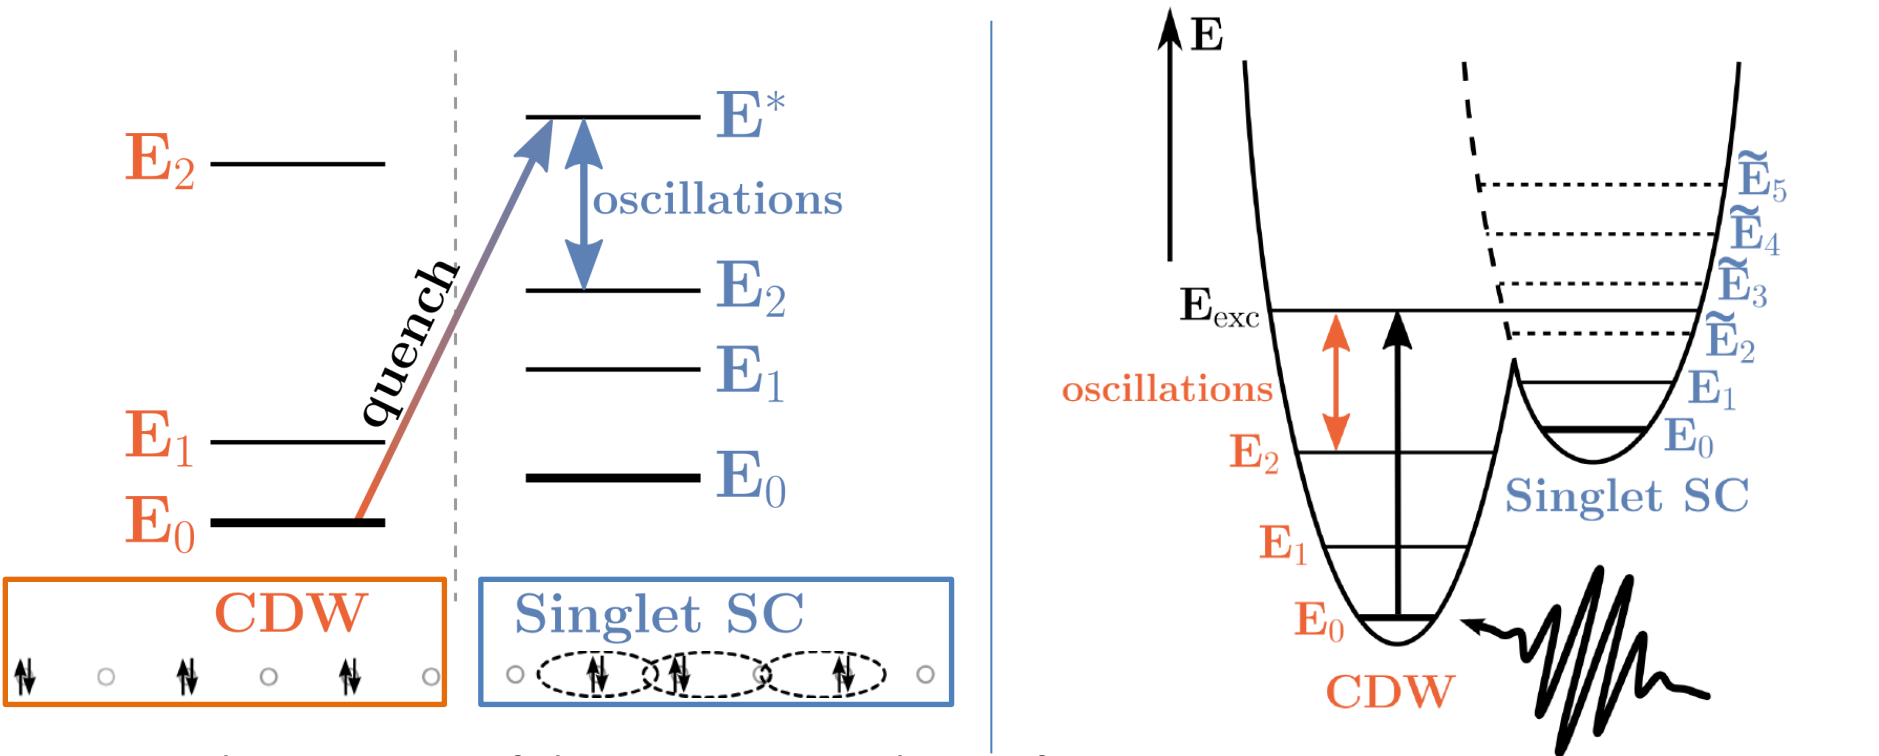 E*
E₂
oscillations
E₂
quench
E₁
E₁
E₀
E₀
CDW
Singlet SC
E
Ẽ₅
Ẽ₄
Ẽ₃
E_exc
Ẽ₂
oscillations
E₁
E₂
E₀
Singlet SC
E₁
E₀
CDW